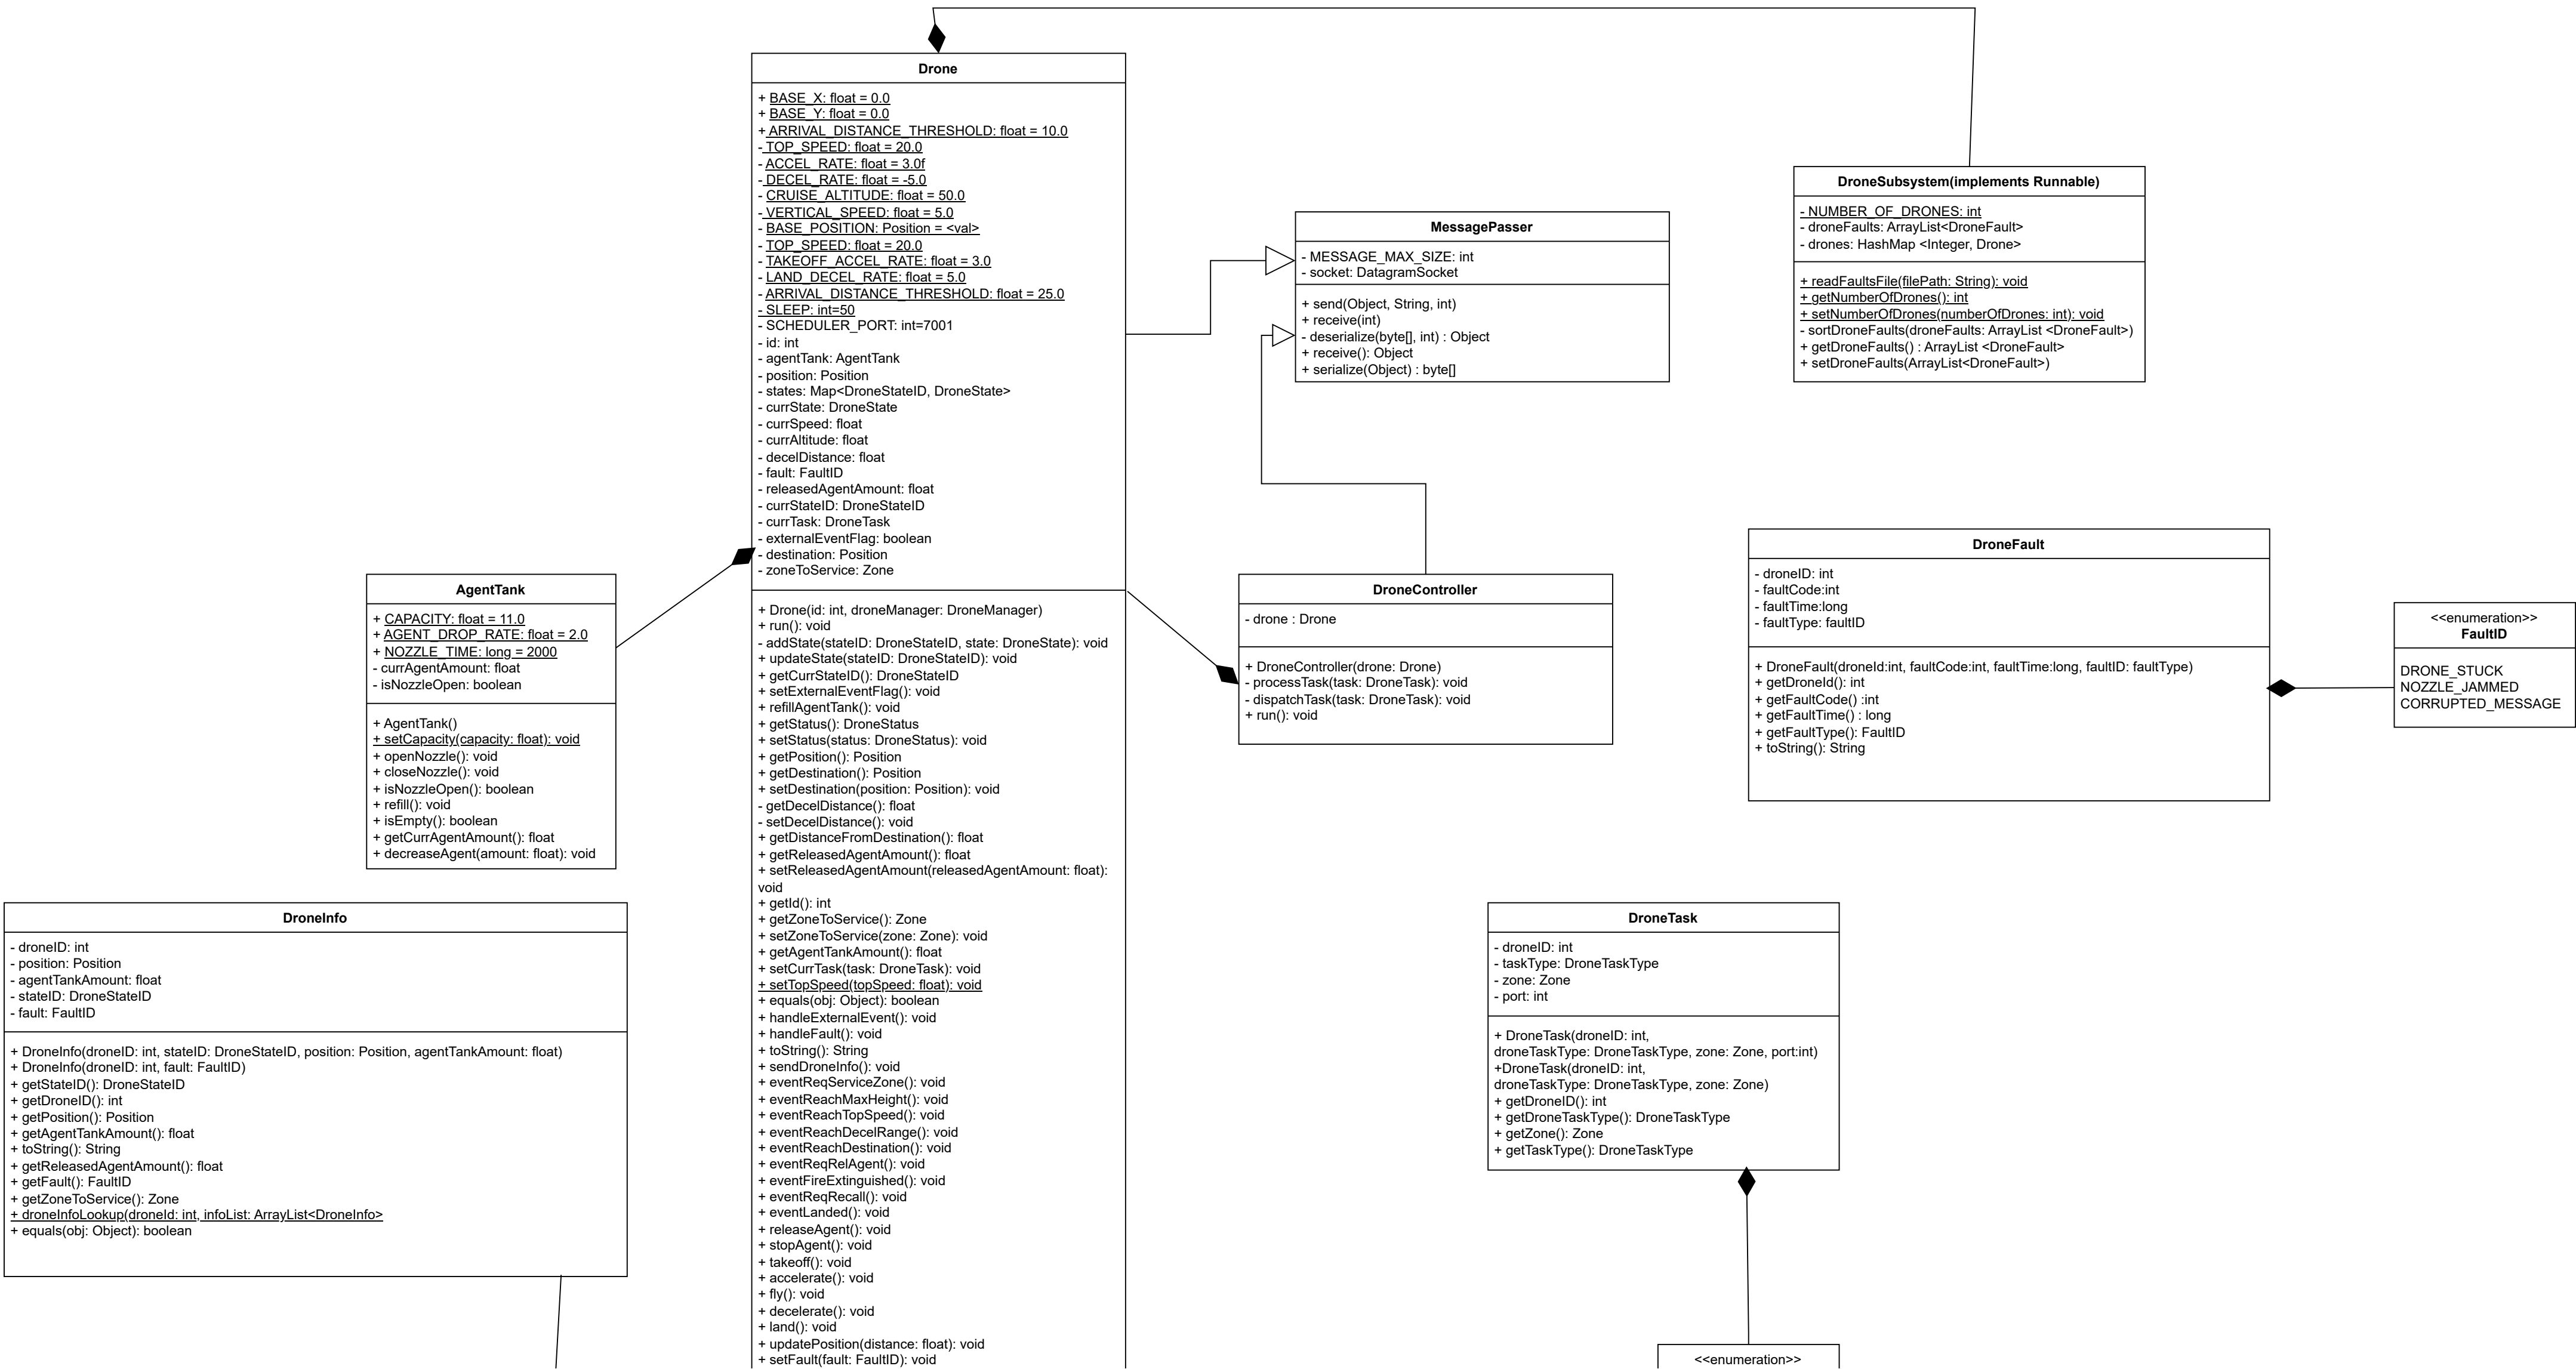 Drone
+ BASE_X: float = 0.0
+ BASE_Y: float = 0.0
+ ARRIVAL_DISTANCE_THRESHOLD: float = 10.0
- TOP_SPEED: float = 20.0
- ACCEL_RATE: float = 3.0f
- DECEL_RATE: float = -5.0
- CRUISE_ALTITUDE: float = 50.0
- VERTICAL_SPEED: float = 5.0
- BASE_POSITION: Position = <val>
- TOP_SPEED: float = 20.0
- TAKEOFF_ACCEL_RATE: float = 3.0
- LAND_DECEL_RATE: float = 5.0
- ARRIVAL_DISTANCE_THRESHOLD: float = 25.0
- SLEEP: int=50
- SCHEDULER_PORT: int=7001
- id: int
- agentTank: AgentTank
- position: Position
- states: Map<DroneStateID, DroneState>
- currState: DroneState
- currSpeed: float
- currAltitude: float
- decelDistance: float
- fault: FaultID
- releasedAgentAmount: float
- currStateID: DroneStateID
- currTask: DroneTask
- externalEventFlag: boolean
- destination: Position
- zoneToService: Zone
+ Drone(id: int, droneManager: DroneManager)
+ run(): void
- addState(stateID: DroneStateID, state: DroneState): void
+ updateState(stateID: DroneStateID): void
+ getCurrStateID(): DroneStateID
+ setExternalEventFlag(): void
+ refillAgentTank(): void
+ getStatus(): DroneStatus
+ setStatus(status: DroneStatus): void
+ getPosition(): Position
+ getDestination(): Position
+ setDestination(position: Position): void
- getDecelDistance(): float
- setDecelDistance(): void
+ getDistanceFromDestination(): float
+ getReleasedAgentAmount(): float
+ setReleasedAgentAmount(releasedAgentAmount: float):
void
+ getId(): int
+ getZoneToService(): Zone
+ setZoneToService(zone: Zone): void
+ getAgentTankAmount(): float
+ setCurrTask(task: DroneTask): void
+ setTopSpeed(topSpeed: float): void
+ equals(obj: Object): boolean
+ handleExternalEvent(): void
+ handleFault(): void
+ toString(): String
+ sendDroneInfo(): void
+ eventReqServiceZone(): void
+ eventReachMaxHeight(): void
+ eventReachTopSpeed(): void
+ eventReachDecelRange(): void
+ eventReachDestination(): void
+ eventReqRelAgent(): void
+ eventFireExtinguished(): void
+ eventReqRecall(): void
+ eventLanded(): void
+ releaseAgent(): void
+ stopAgent(): void
+ takeoff(): void
+ accelerate(): void
+ fly(): void
+ decelerate(): void
+ land(): void
+ updatePosition(distance: float): void
+ setFault(fault: FaultID): void
MessagePasser
- MESSAGE_MAX_SIZE: int
- socket: DatagramSocket
+ send(Object, String, int)
+ receive(int)
- deserialize(byte[], int) : Object
+ receive(): Object
+ serialize(Object) : byte[]
DroneSubsystem(implements Runnable)
- NUMBER_OF_DRONES: int
- droneFaults: ArrayList<DroneFault>
- drones: HashMap <Integer, Drone>
+ readFaultsFile(filePath: String): void
+ getNumberOfDrones(): int
+ setNumberOfDrones(numberOfDrones: int): void
- sortDroneFaults(droneFaults: ArrayList <DroneFault>)
+ getDroneFaults() : ArrayList <DroneFault>
+ setDroneFaults(ArrayList<DroneFault>)
AgentTank
+ CAPACITY: float = 11.0
+ AGENT_DROP_RATE: float = 2.0
+ NOZZLE_TIME: long = 2000
- currAgentAmount: float
- isNozzleOpen: boolean
+ AgentTank()
+ setCapacity(capacity: float): void
+ openNozzle(): void
+ closeNozzle(): void
+ isNozzleOpen(): boolean
+ refill(): void
+ isEmpty(): boolean
+ getCurrAgentAmount(): float
+ decreaseAgent(amount: float): void
DroneController
- drone : Drone
+ DroneController(drone: Drone)
- processTask(task: DroneTask): void
- dispatchTask(task: DroneTask): void
+ run(): void
DroneFault
- droneID: int
- faultCode:int
- faultTime:long
- faultType: faultID
+ DroneFault(droneId:int, faultCode:int, faultTime:long, faultID: faultType)
+ getDroneId(): int
+ getFaultCode() :int
+ getFaultTime() : long
+ getFaultType(): FaultID
+ toString(): String
<<enumeration>>
FaultID
DRONE_STUCK
NOZZLE_JAMMED
CORRUPTED_MESSAGE
DroneInfo
- droneID: int
- position: Position
- agentTankAmount: float
- stateID: DroneStateID
- fault: FaultID
+ DroneInfo(droneID: int, stateID: DroneStateID, position: Position, agentTankAmount: float)
+ DroneInfo(droneID: int, fault: FaultID)
+ getStateID(): DroneStateID
+ getDroneID(): int
+ getPosition(): Position
+ getAgentTankAmount(): float
+ toString(): String
+ getReleasedAgentAmount(): float
+ getFault(): FaultID
+ getZoneToService(): Zone
+ droneInfoLookup(droneId: int, infoList: ArrayList<DroneInfo>
+ equals(obj: Object): boolean
DroneTask
- droneID: int
- taskType: DroneTaskType
- zone: Zone
- port: int
+ DroneTask(droneID: int,
droneTaskType: DroneTaskType, zone: Zone, port:int)
+DroneTask(droneID: int,
droneTaskType: DroneTaskType, zone: Zone)
+ getDroneID(): int
+ getDroneTaskType(): DroneTaskType
+ getZone(): Zone
+ getTaskType(): DroneTaskType
<<enumeration>>